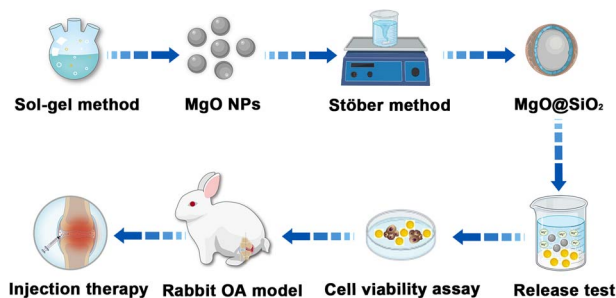 Sol-gel method
MgO NPs
Stöber method
MgO@SiO₂
Injection therapy
Rabbit OA model
Cell viability assay
Release test